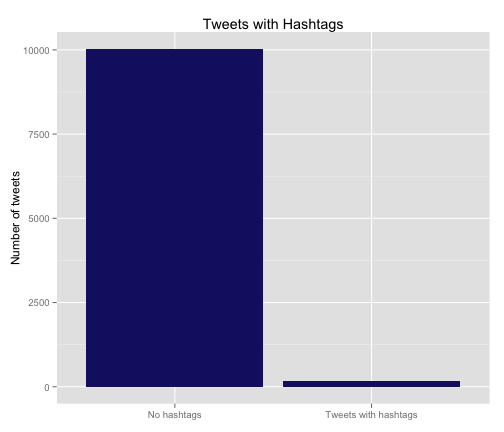 Tweets with Hashtags
Number of tweets
10000
7500
5000
2500
0
No hashtags
Tweets with hashtags